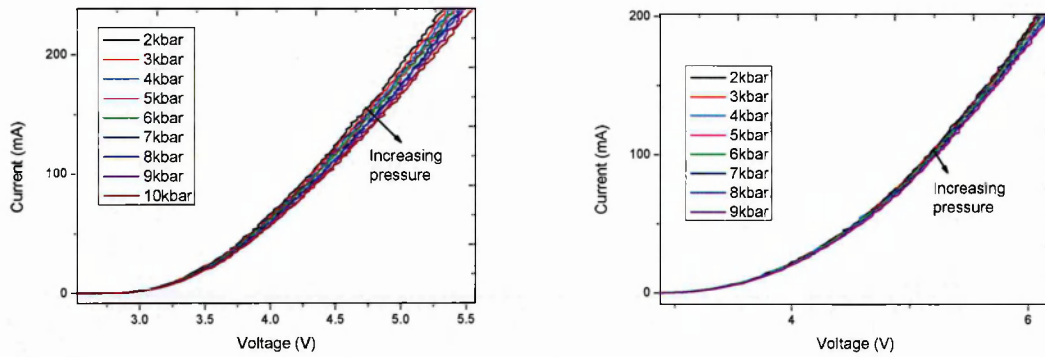 200
100
0
Current (mA)
2kbar
3kbar
4kbar
5kbar
6kbar
7kbar
8kbar
9kbar
10kbar
Increasing
pressure
3.0 3.5 4.0 4.5 5.0 5.5
Voltage (V)
200
100
0
Current (mA)
2kbar
3kbar
4kbar
5kbar
6kbar
7kbar
8kbar
9kbar
Increasing
pressure
4 6
Voltage (V)